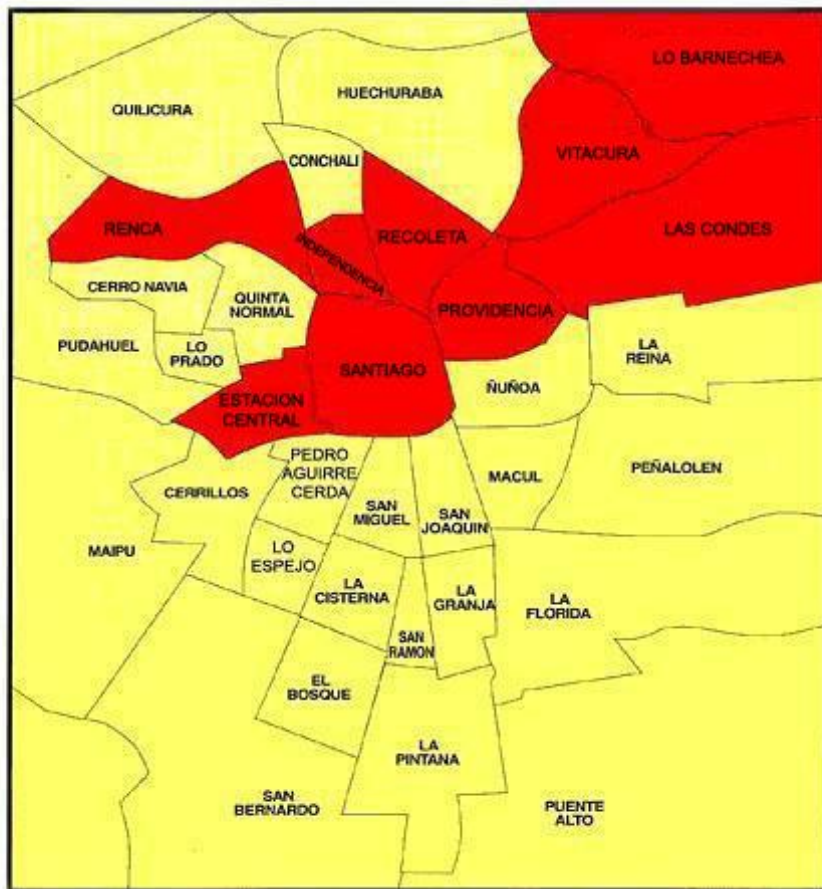 LO BARNECHEA
HUECHURABA
QUILICURA
VITACURA
CONCHALI
RENCA
RECOLETA
LAS CONDES
INDEPENDENCIA
CERRO NAVIA
QUINTA
NORMAL
PROVIDENCIA
PUDAHUEL
LO
PRADO
LA
REINA
SANTIAGO
ÑUÑOA
ESTACION
CENTRAL
PEDRO
AGUIRRE
CERDA
CERRILLOS
MACUL
PEÑALOLEN
SAN
MIGUEL
SAN
JOAQUIN
MAIPU
LO
ESPEJO
LA
CISTERNA
LA
GRANJA
LA
FLORIDA
SAN
RAMON
EL
BOSQUE
LA
PINTANA
SAN
BERNARDO
PUENTE
ALTO